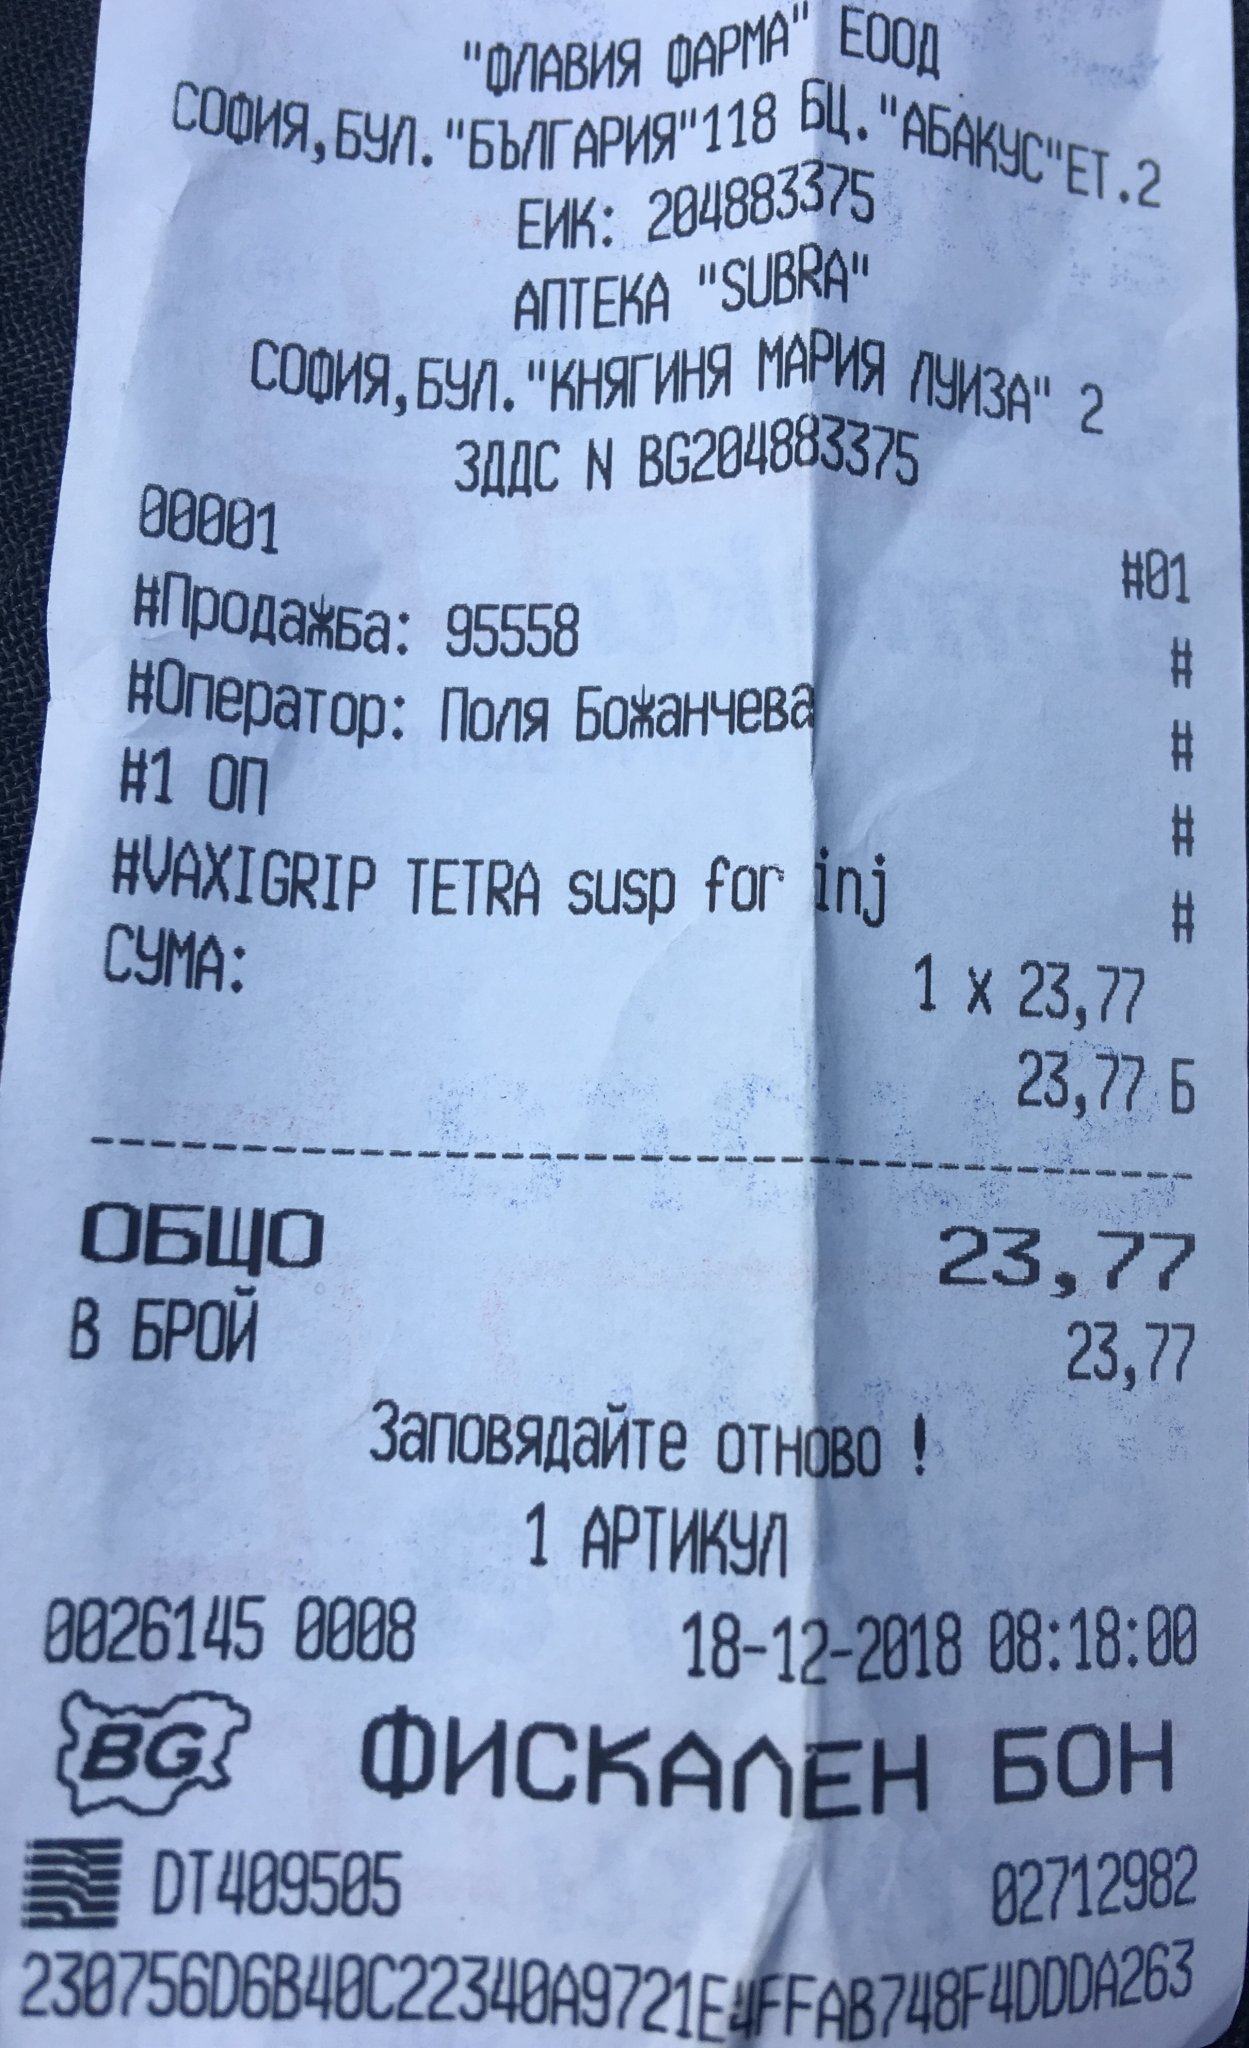 "ФЛАВИЯ ФАРМА" ЕООД
СОФИЯ,БУЛ."БЪЛГАРИЯ"118 БЦ."АБАКУС"ЕТ.2
ЕИК: 204883375
АПТЕКА "SUBRA"
СОФИЯ,БУЛ."КНЯГИНЯ МАРИЯ ЛУИЗА" 2
ЗДДС N BG204883375
00001 #01
#Продажба: 95558 #
#Оператор: Поля Божанчева #
#1 ОП #
#VAXIGRIP TETRA susp for inj #
СУМА: 1 x 23,77
23,77 Б
ОБЩО 23,77
В БРОЙ 23,77
Заповядайте отново !
1 АРТИКУЛ
0026145 0008 18-12-2018 08:18:00
BG ФИСКАЛЕН БОН
DT409505 02712982
230756D6B40C22340A9721E4FFAB748F4DDDA263